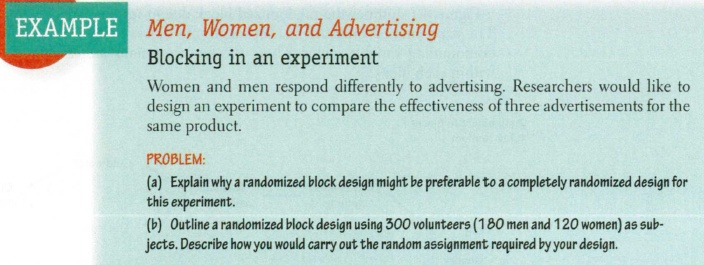 EXAMPLE
Men, Women, and Advertising
Blocking in an experiment
Women and men respond differently to advertising. Researchers would like to
design an experiment to compare the effectiveness of three advertisements for the
same product.
PROBLEM:
(a) Explain why a randomized block design might be preferable to a completely randomized design for
this experiment.
(b) Outline a randomized block design using 300 volunteers (180 men and 120 women) as sub-
jects. Describe how you would carry out the random assignment required by your design.